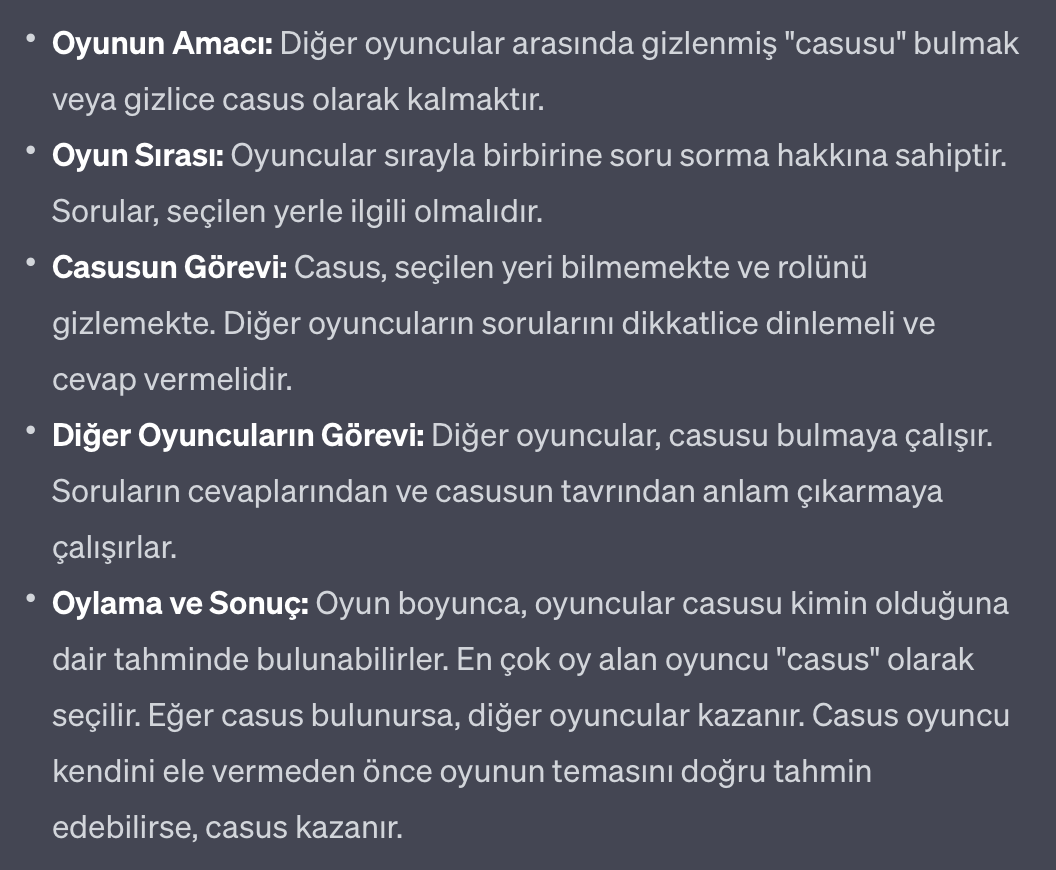 • Oyunun Amacı: Diğer oyuncular arasında gizlenmiş "casusu" bulmak
veya gizlice casus olarak kalmaktır.
• Oyun Sırası: Oyuncular sırayla birbirine soru sorma hakkına sahiptir.
Sorular, seçilen yerle ilgili olmalıdır.
• Casusun Görevi: Casus, seçilen yeri bilmemekte ve rolünü
gizlemekte. Diğer oyuncuların sorularını dikkatlice dinlemeli ve
cevap vermelidir.
• Diğer Oyuncuların Görevi: Diğer oyuncular, casusu bulmaya çalışır.
Soruların cevaplarından ve casusun tavrından anlam çıkarmaya
çalışırlar.
• Oylama ve Sonuç: Oyun boyunca, oyuncular casusu kimin olduğuna
dair tahminde bulunabilirler. En çok oy alan oyuncu "casus" olarak
seçilir. Eğer casus bulunursa, diğer oyuncular kazanır. Casus oyuncu
kendini ele vermeden önce oyunun temasını doğru tahmin
edebilirse, casus kazanır.